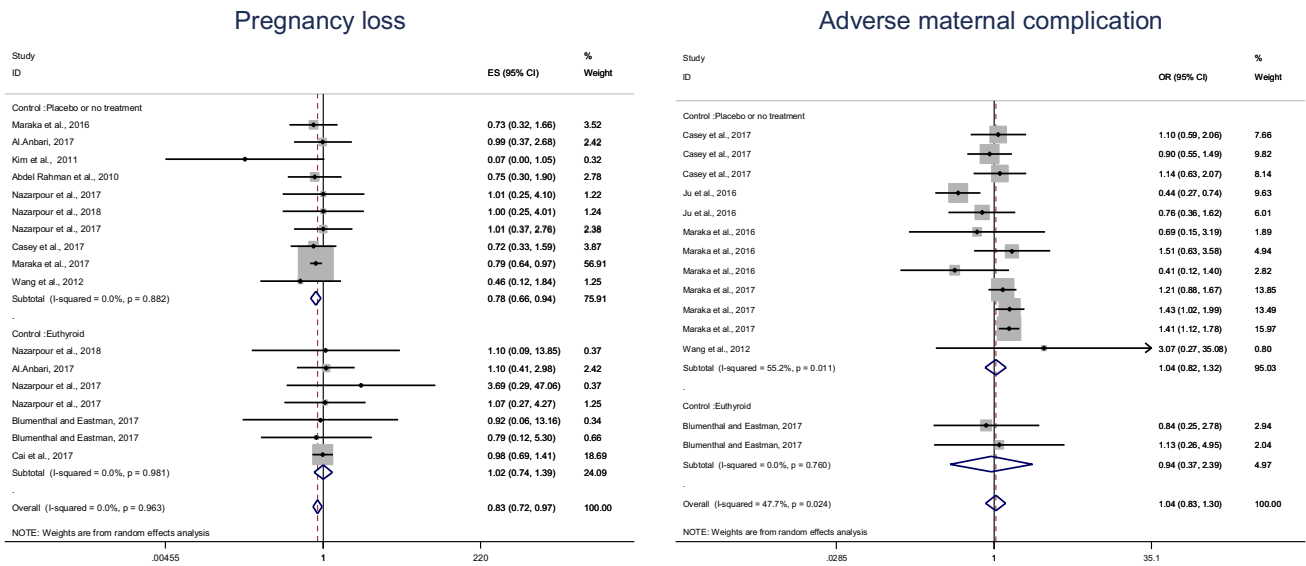 Pregnancy loss
Study %
ID ES (95% CI) Weight
Control :Placebo or no treatment
Maraka et al., 2016 0.73 (0.32, 1.66) 3.52
Al.Anbari, 2017 0.99 (0.37, 2.68) 2.42
Kim et al., 2011 0.07 (0.00, 1.05) 0.32
Abdel Rahman et al., 2010 0.75 (0.30, 1.90) 2.78
Nazarpour et al., 2017 1.01 (0.25, 4.10) 1.22
Nazarpour et al., 2018 1.00 (0.25, 4.01) 1.24
Nazarpour et al., 2017 1.01 (0.37, 2.76) 2.38
Casey et al., 2017 0.72 (0.33, 1.59) 3.87
Maraka et al., 2017 0.79 (0.64, 0.97) 56.91
Wang et al., 2012 0.46 (0.12, 1.84) 1.25
Subtotal (I-squared = 0.0%, p = 0.882) 0.78 (0.66, 0.94) 75.91
.
Control :Euthyroid
Nazarpour et al., 2018 1.10 (0.09, 13.85) 0.37
Al.Anbari, 2017 1.10 (0.41, 2.98) 2.42
Nazarpour et al., 2017 3.69 (0.29, 47.06) 0.37
Nazarpour et al., 2017 1.07 (0.27, 4.27) 1.25
Blumenthal and Eastman, 2017 0.92 (0.06, 13.16) 0.34
Blumenthal and Eastman, 2017 0.79 (0.12, 5.30) 0.66
Cai et al., 2017 0.98 (0.69, 1.41) 18.69
Subtotal (I-squared = 0.0%, p = 0.981) 1.02 (0.74, 1.39) 24.09
.
Overall (I-squared = 0.0%, p = 0.963) 0.83 (0.72, 0.97) 100.00
NOTE: Weights are from random effects analysis
.00455 1 220
Adverse maternal complication
Study %
ID OR (95% CI) Weight
Control :Placebo or no treatment
Casey et al., 2017 1.10 (0.59, 2.06) 7.66
Casey et al., 2017 0.90 (0.55, 1.49) 9.82
Casey et al., 2017 1.14 (0.63, 2.07) 8.14
Ju et al., 2016 0.44 (0.27, 0.74) 9.63
Ju et al., 2016 0.76 (0.36, 1.62) 6.01
Maraka et al., 2016 0.69 (0.15, 3.19) 1.89
Maraka et al., 2016 1.51 (0.63, 3.58) 4.94
Maraka et al., 2016 0.41 (0.12, 1.40) 2.82
Maraka et al., 2017 1.21 (0.88, 1.67) 13.85
Maraka et al., 2017 1.43 (1.02, 1.99) 13.49
Maraka et al., 2017 1.41 (1.12, 1.78) 15.97
Wang et al., 2012 3.07 (0.27, 35.08) 0.80
Subtotal (I-squared = 55.2%, p = 0.011) 1.04 (0.82, 1.32) 95.03
.
Control :Euthyroid
Blumenthal and Eastman, 2017 0.84 (0.25, 2.78) 2.94
Blumenthal and Eastman, 2017 1.13 (0.26, 4.95) 2.04
Subtotal (I-squared = 0.0%, p = 0.760) 0.94 (0.37, 2.39) 4.97
.
Overall (I-squared = 47.7%, p = 0.024) 1.04 (0.83, 1.30) 100.00
NOTE: Weights are from random effects analysis
.0285 1 35.1